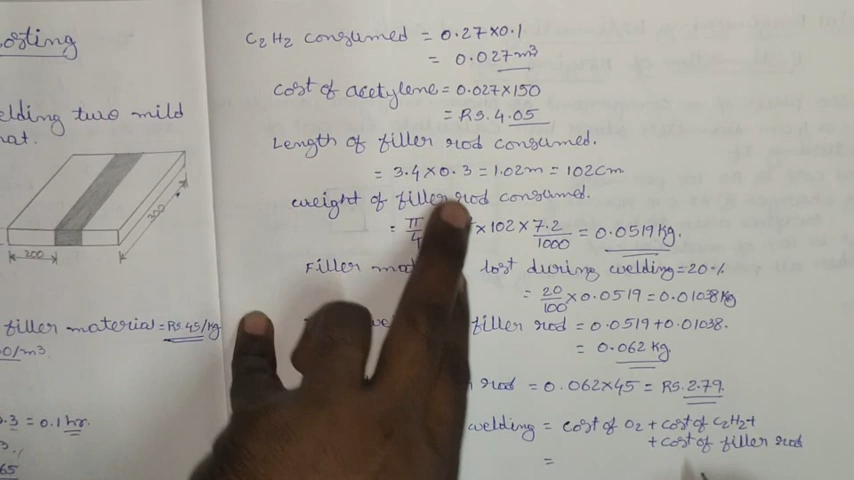 osting
elding two mild
at.
200
300
filler material = Rs.45/kg
0/m³
.3 = 0.1 hr.
3.,
65
C₂H₂ consumed = 0.27×0.1
= 0.027m³
Cost of acetylene = 0.027×150
= Rs.4.05
Length of filler rod consumed.
= 3.4×0.3 = 1.02m = 102cm
weight of filler rod consumed.
= π/4 × 102 × 7.2/1000 = 0.0519 kg.
Filler lost during welding = 20%
= 20/100 × 0.0519 = 0.01038kg
filler rod = 0.0519+0.01038.
= 0.062 kg.
rod = 0.062×45 = Rs.2.79.
welding = cost of O₂ + cost of C₂H₂+
+cost of filler rod
=